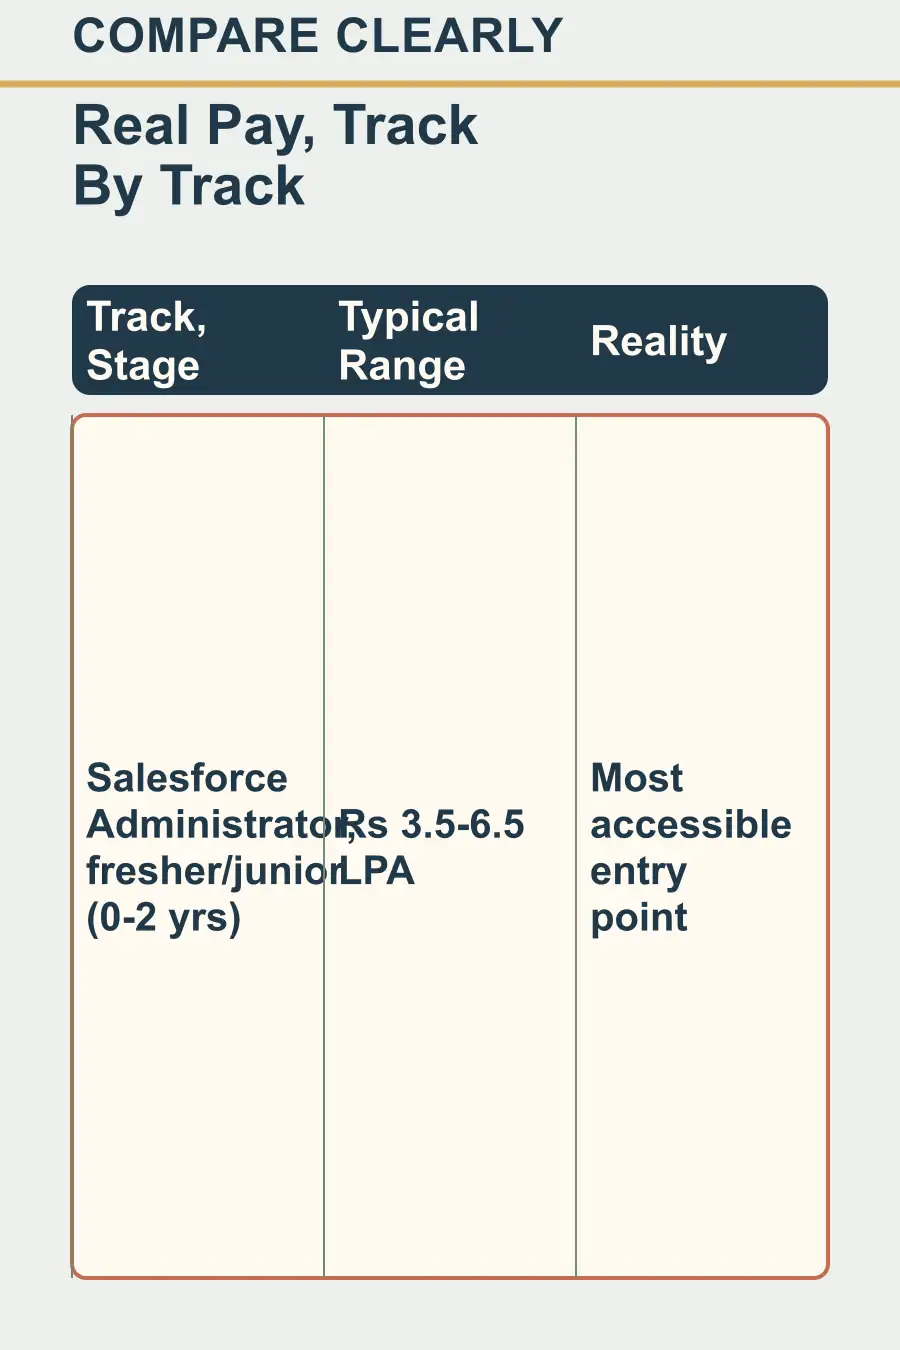 COMPARE CLEARLY
Real Pay, Track
By Track
Track,
Stage
Typical
Range
Reality
Salesforce
Administrator,
fresher/junior
(0-2 yrs)
Rs 3.5-6.5
LPA
Most
accessible
entry
point